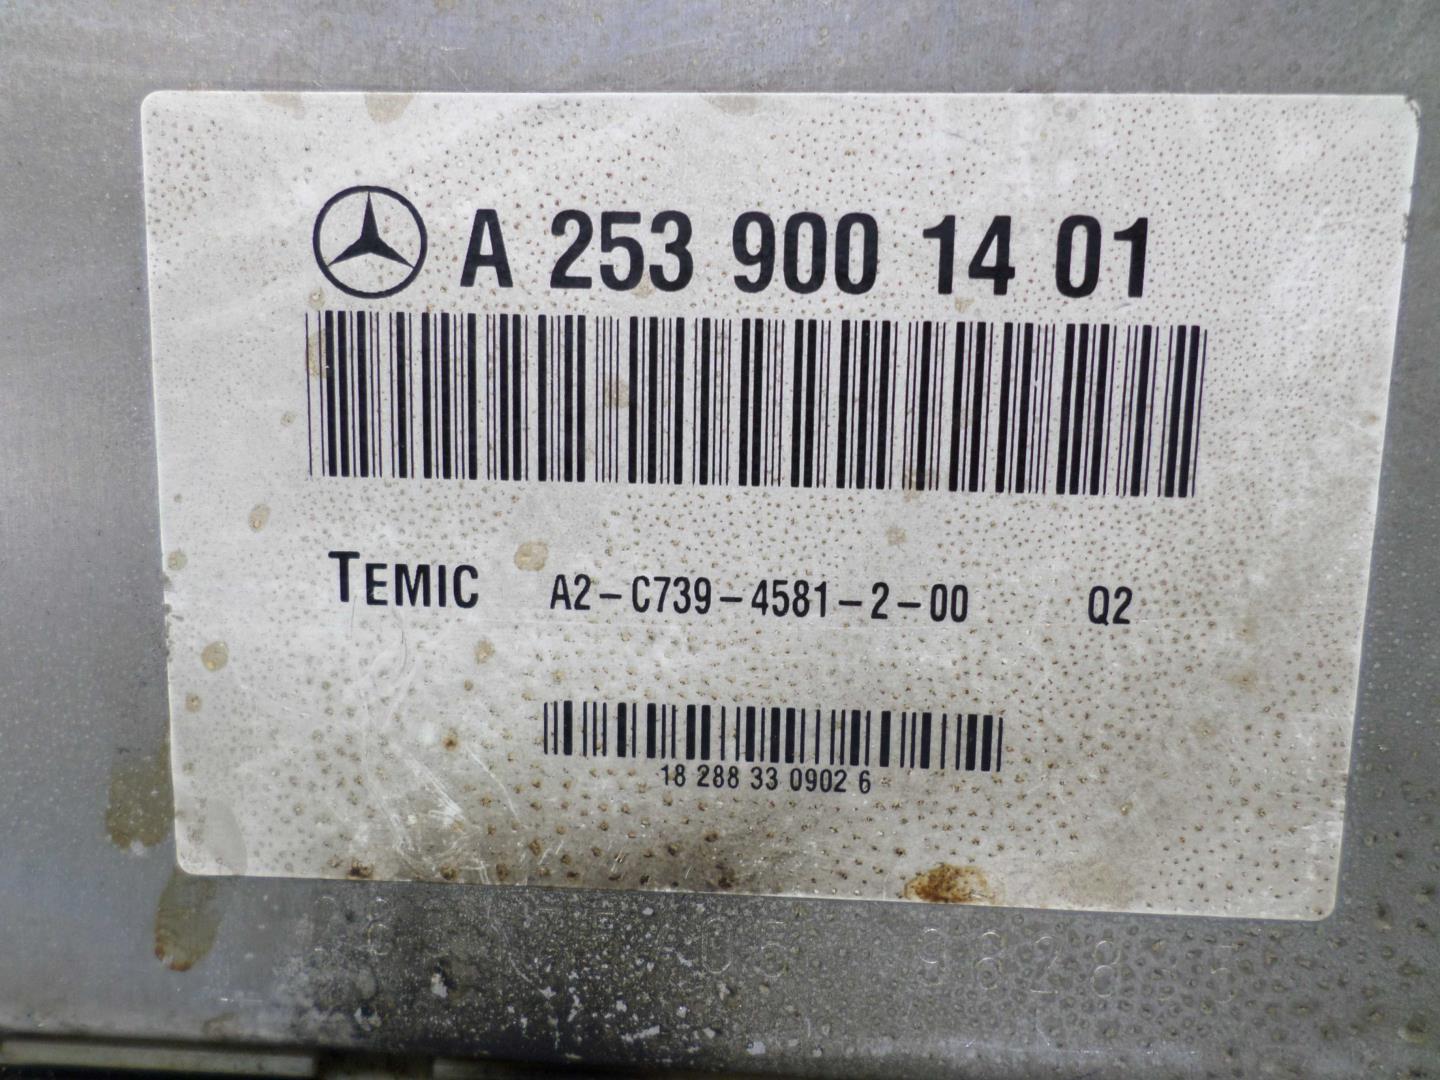 A 253 900 14 01
TEMIC A2-C739-4581-2-00 Q2
18 288 33 0902 6